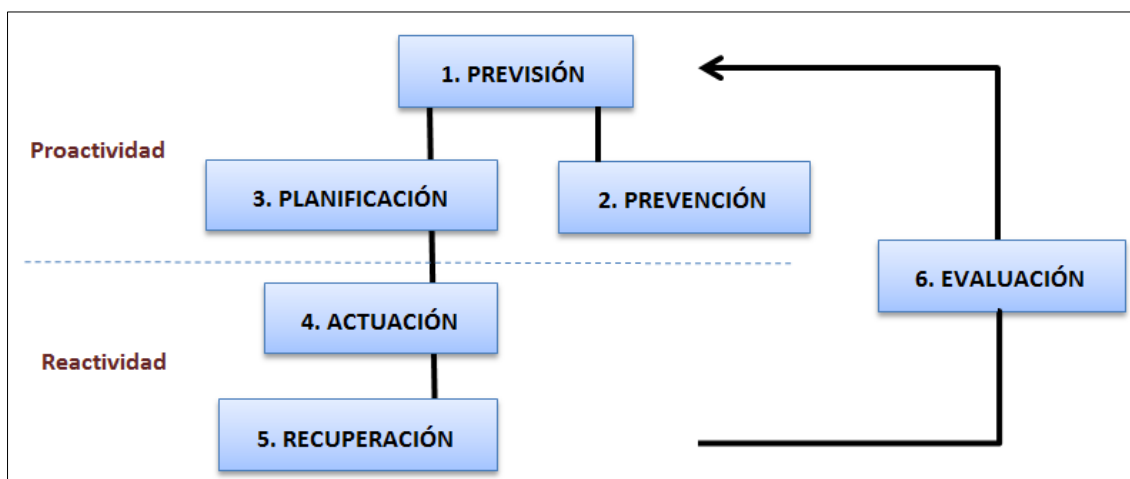 1. PREVISIÓN
Proactividad
3. PLANIFICACIÓN
2. PREVENCIÓN
6. EVALUACIÓN
4. ACTUACIÓN
Reactividad
5. RECUPERACIÓN